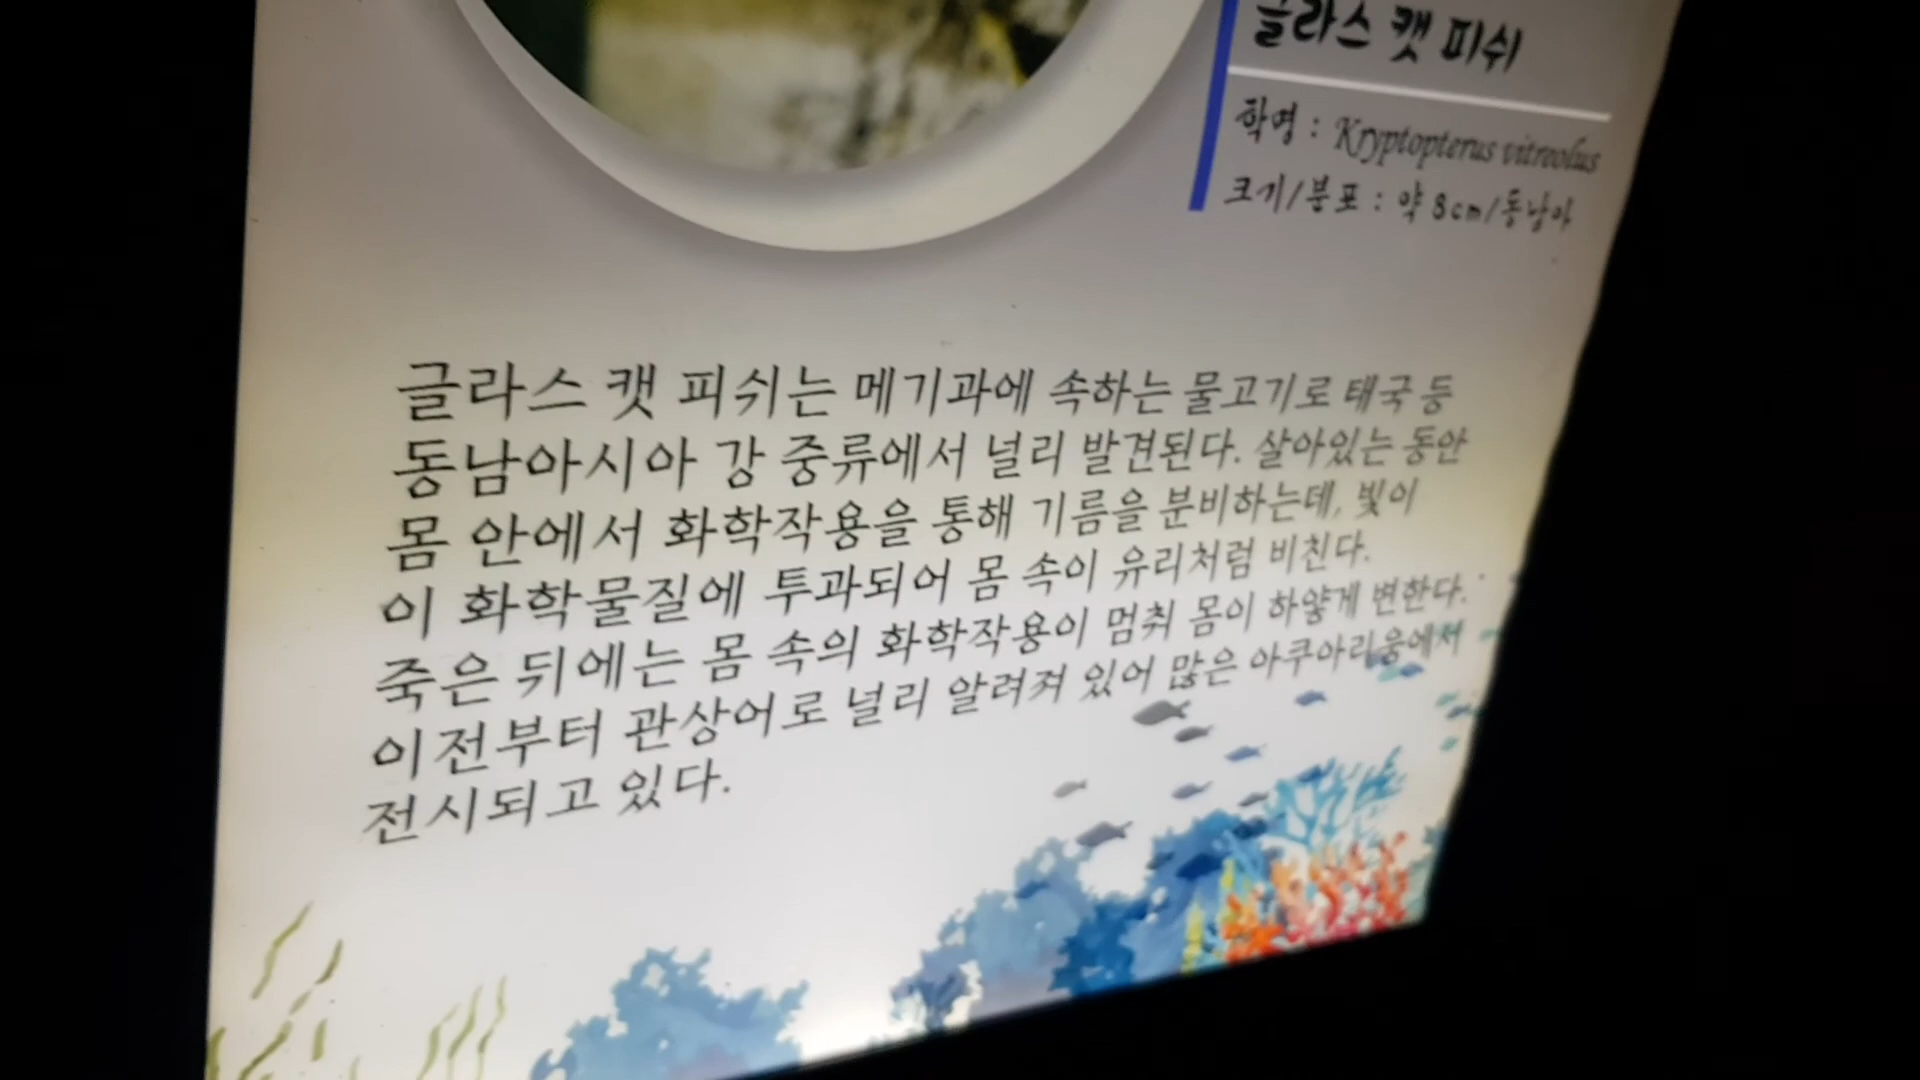 글라스 캣 피쉬
학명 : Kryptopterus vitreolus
크기/분포 : 약 8cm/동남아
글라스 캣 피쉬는 메기과에 속하는 물고기로 태국 등
동남아시아 강 중류에서 널리 발견된다. 살아있는 동안
몸 안에서 화학작용을 통해 기름을 분비하는데, 빛이
이 화학물질에 투과되어 몸 속이 유리처럼 비친다.
죽은 뒤에는 몸 속의 화학작용이 멈춰 몸이 하얗게 변한다.
이전부터 관상어로 널리 알려져 있어 많은 아쿠아리움에서
전시되고 있다.